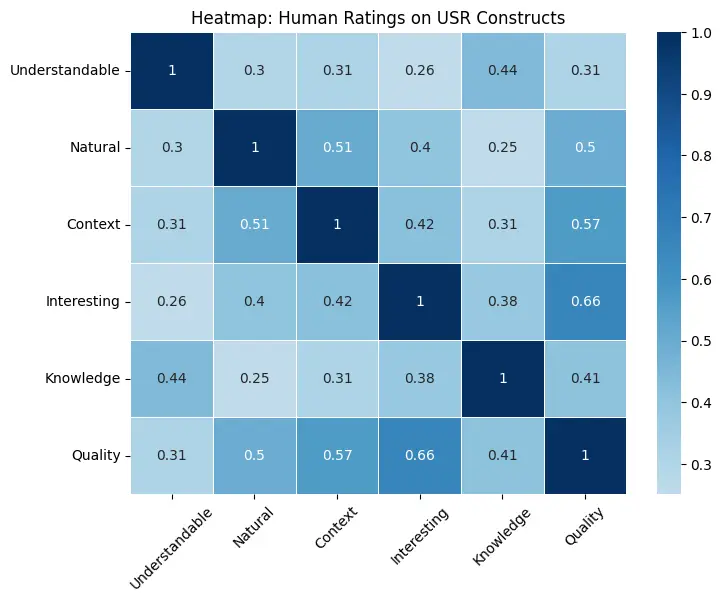 Heatmap: Human Ratings on USR Constructs
Understandable 1 0.3 0.31 0.26 0.44 0.31
Natural 0.3 1 0.51 0.4 0.25 0.5
Context 0.31 0.51 1 0.42 0.31 0.57
Interesting 0.26 0.4 0.42 1 0.38 0.66
Knowledge 0.44 0.25 0.31 0.38 1 0.41
Quality 0.31 0.5 0.57 0.66 0.41 1
Understandable Natural Context Interesting Knowledge Quality
1.0
0.9
0.8
0.7
0.6
0.5
0.4
0.3